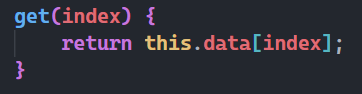 get(index) {
    return this.data[index];
}